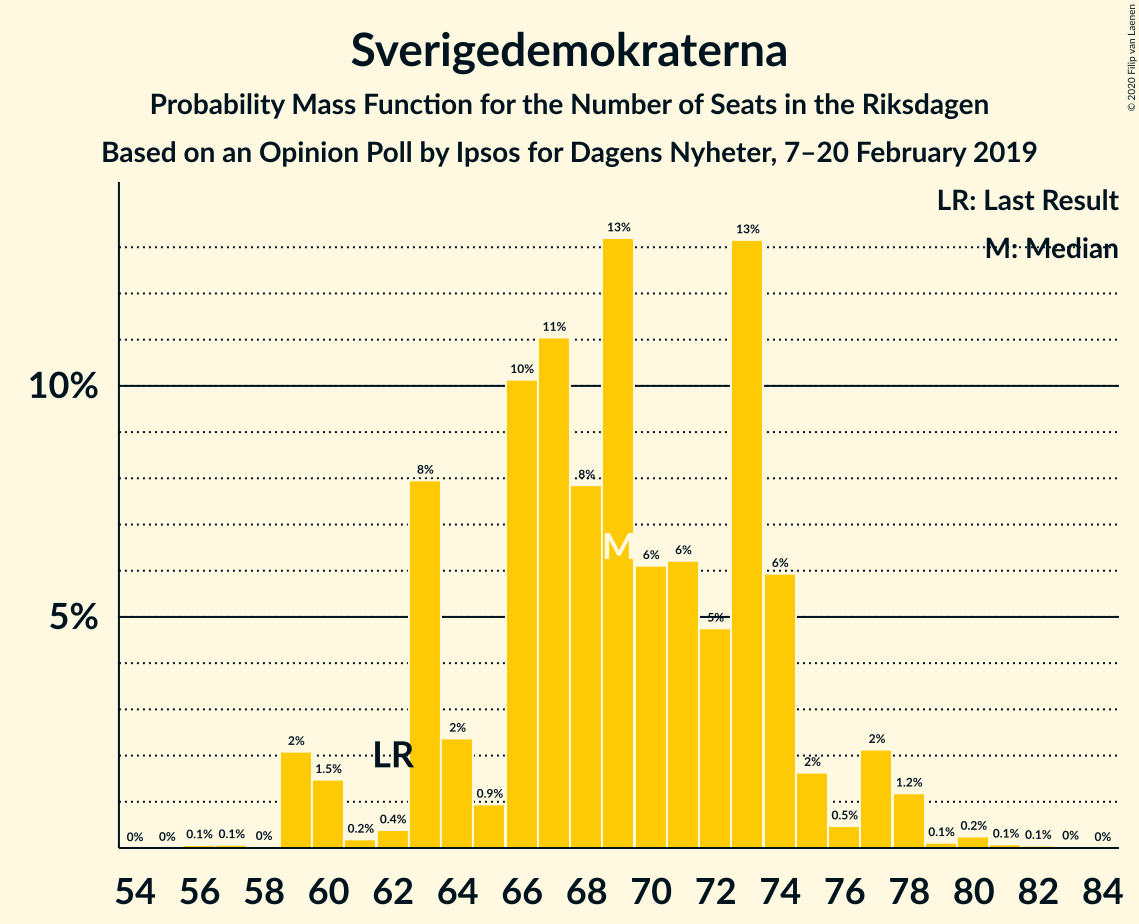 Sverigedemokraterna
Probability Mass Function for the Number of Seats in the Riksdagen
Based on an Opinion Poll by Ipsos for Dagens Nyheter, 7–20 February 2019
© 2020 Filip van Laenen
LR: Last Result
M: Median
10%
5%
0% 0% 0.1% 0.1% 0% 2% 1.5% 0.2% 0.4% 8% 2% 0.9% 10% 11% 8% 13% 6% 6% 5% 13% 6% 2% 0.5% 2% 1.2% 0.1% 0.2% 0.1% 0.1% 0% 0%
LR
M
54 56 58 60 62 64 66 68 70 72 74 76 78 80 82 84